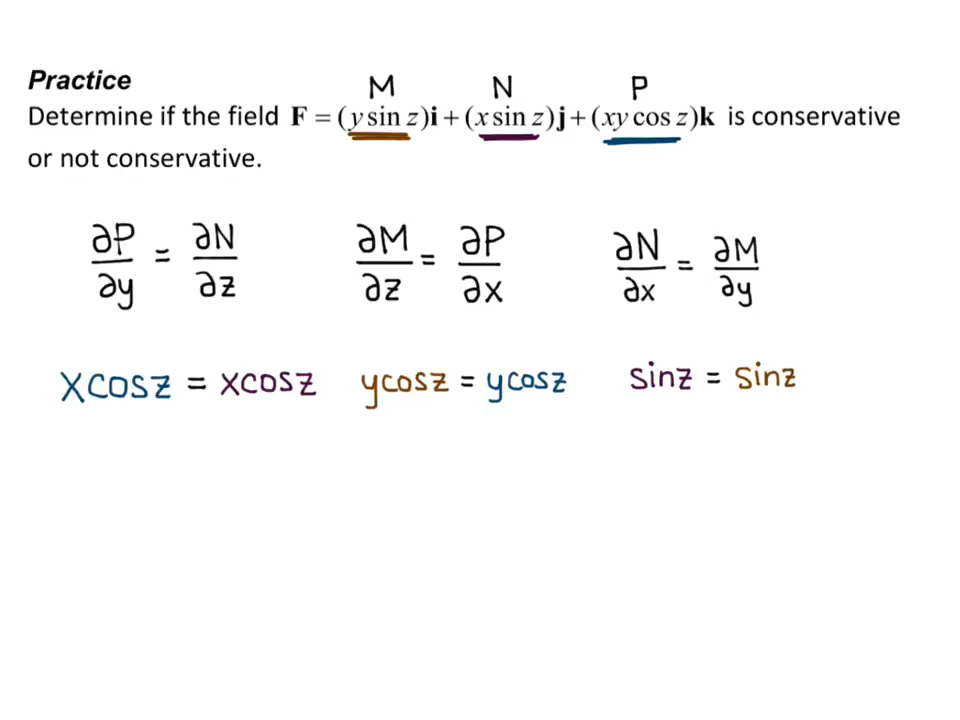 Practice
M N P
Determine if the field F = (y sin z)i + (x sin z)j + (xy cos z)k is conservative
or not conservative.
∂P/∂y = ∂N/∂z ∂M/∂z = ∂P/∂x ∂N/∂x = ∂M/∂y
xcosz = xcosz ycosz = ycosz sinz = sinz